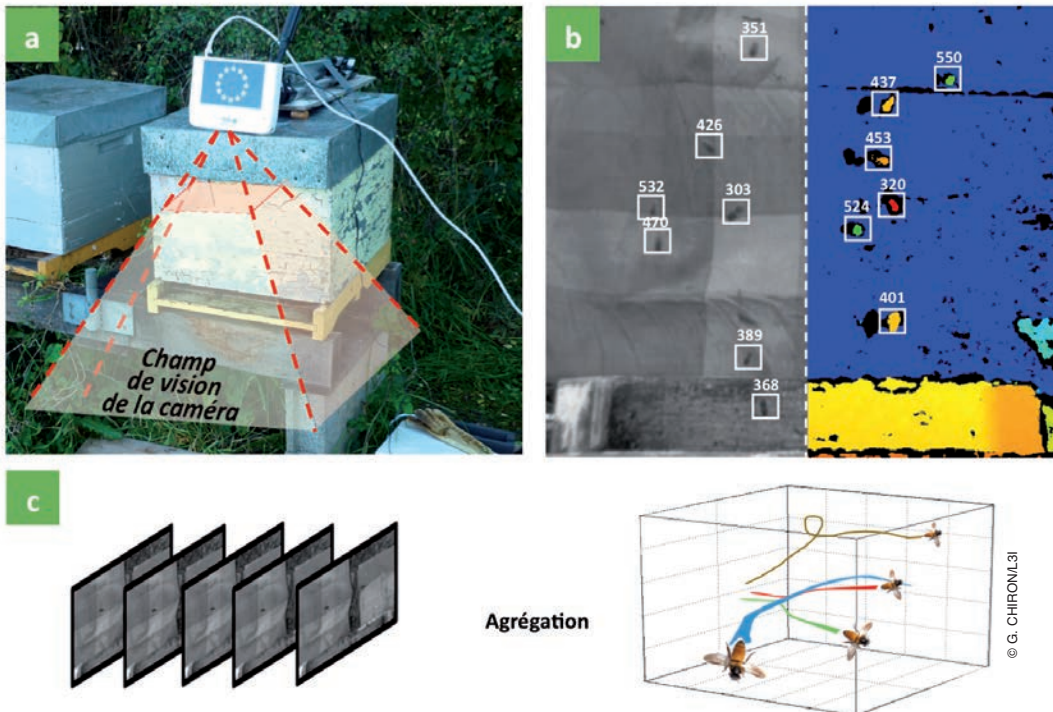 a
Champ
de vision
de la caméra
b
351
426
532
303
470
389
368
550
437
453
320
524
401
c
Agrégation
© G. CHIRON/L3I